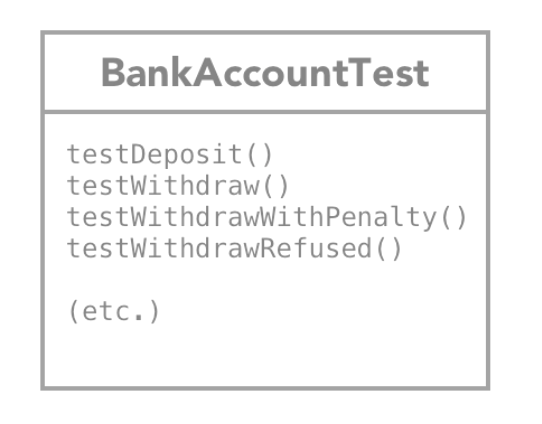 BankAccountTest
testDeposit()
testWithdraw()
testWithdrawWithPenalty()
testWithdrawRefused()
(etc.)